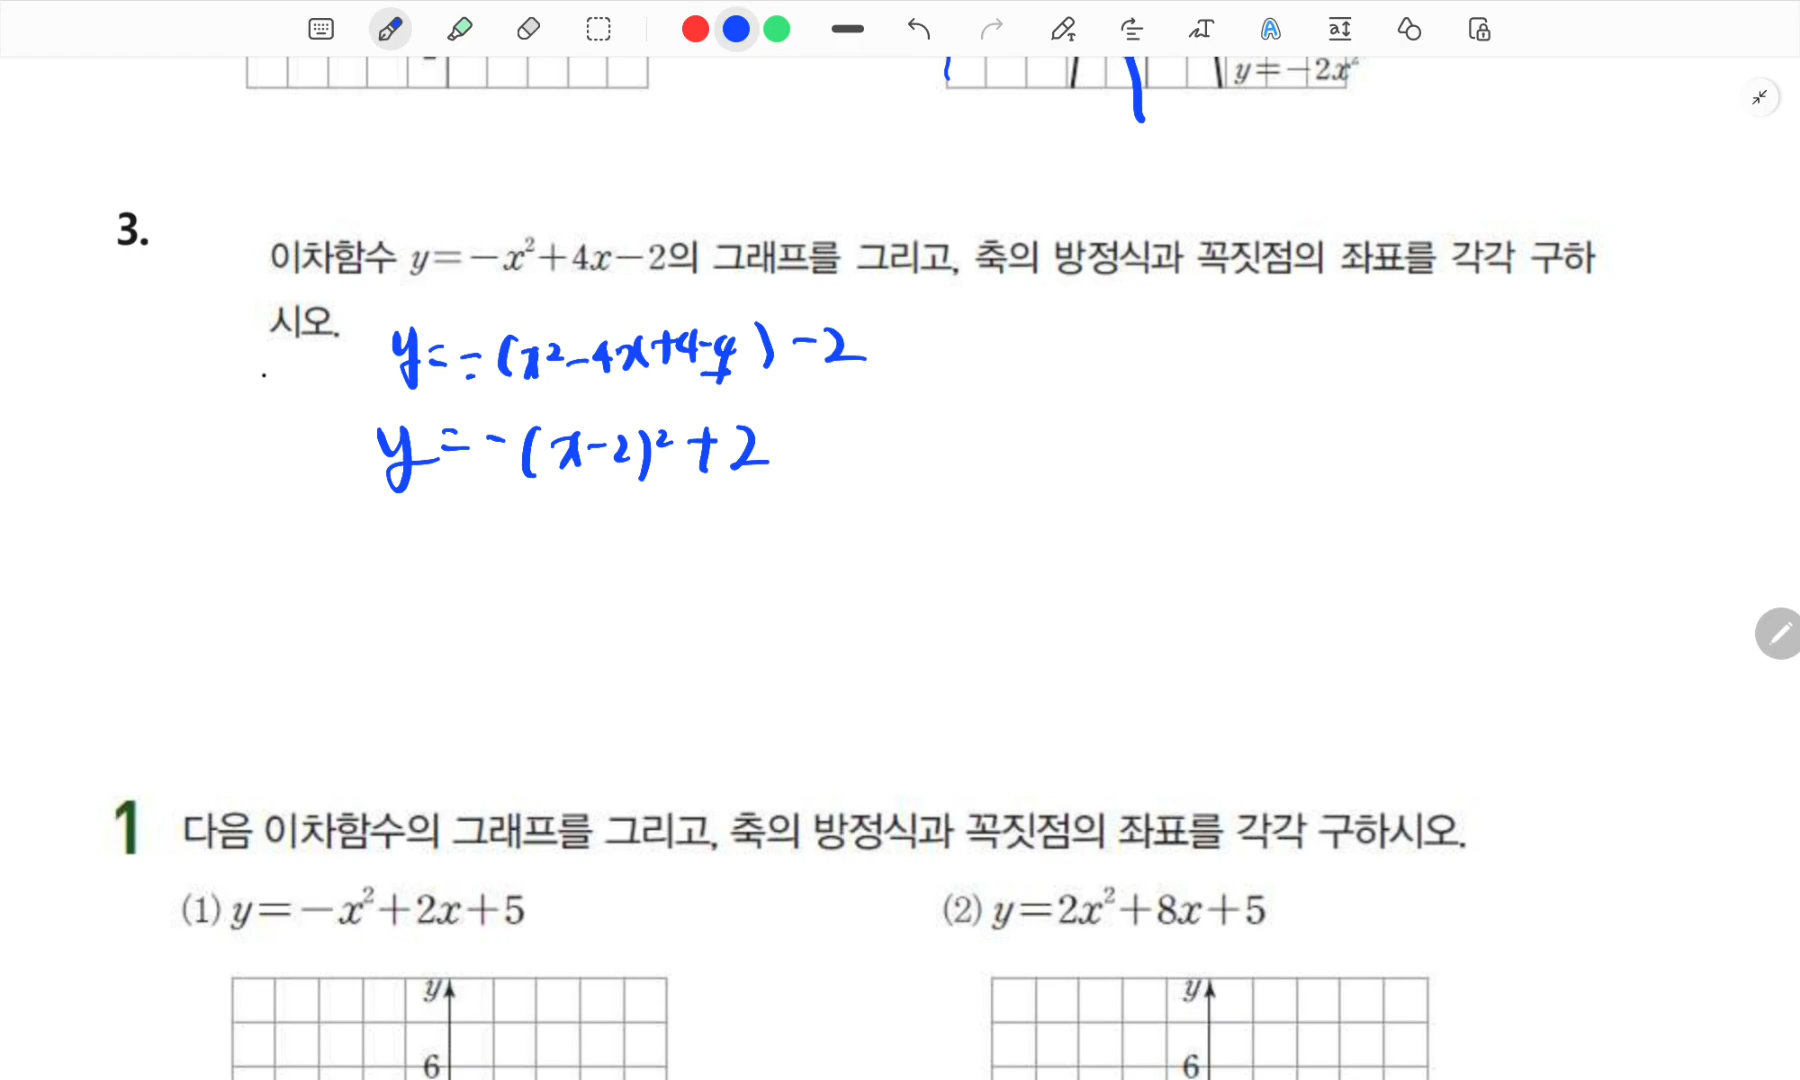 y=-2x²
3.
이차함수 y=-x²+4x-2의 그래프를 그리고, 축의 방정식과 꼭짓점의 좌표를 각각 구하
시오.
y=-(x²-4x+4-4)-2
y=-(x-2)²+2
1 다음 이차함수의 그래프를 그리고, 축의 방정식과 꼭짓점의 좌표를 각각 구하시오.
(1) y=-x²+2x+5
(2) y=2x²+8x+5
y
y
6
6